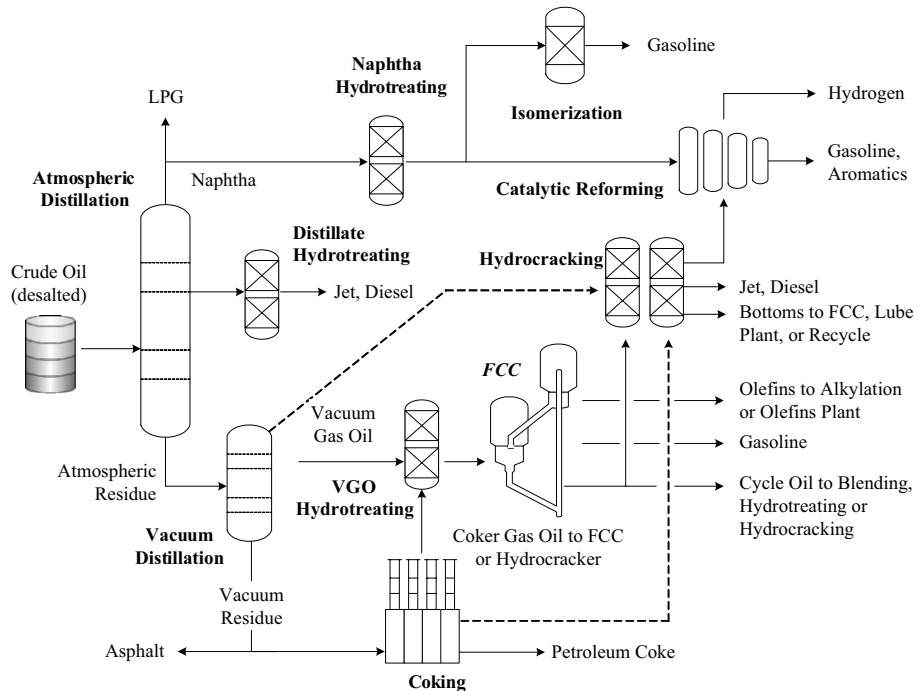 Gasoline
Naphtha
Hydrotreating
LPG
Isomerization
Hydrogen
Gasoline,
Aromatics
Naphtha
Catalytic Reforming
Atmospheric
Distillation
Distillate
Hydrotreating
Hydrocracking
Crude Oil
(desalted)
Jet, Diesel
Jet, Diesel
Bottoms to FCC, Lube
Plant, or Recycle
FCC
Olefins to Alkylation
or Olefins Plant
Vacuum
Gas Oil
Gasoline
Atmospheric
Residue
VGO
Hydrotreating
Cycle Oil to Blending,
Hydrotreating or
Hydrocracking
Vacuum
Distillation
Coker Gas Oil to FCC
or Hydrocracker
Vacuum
Residue
Asphalt
Petroleum Coke
Coking